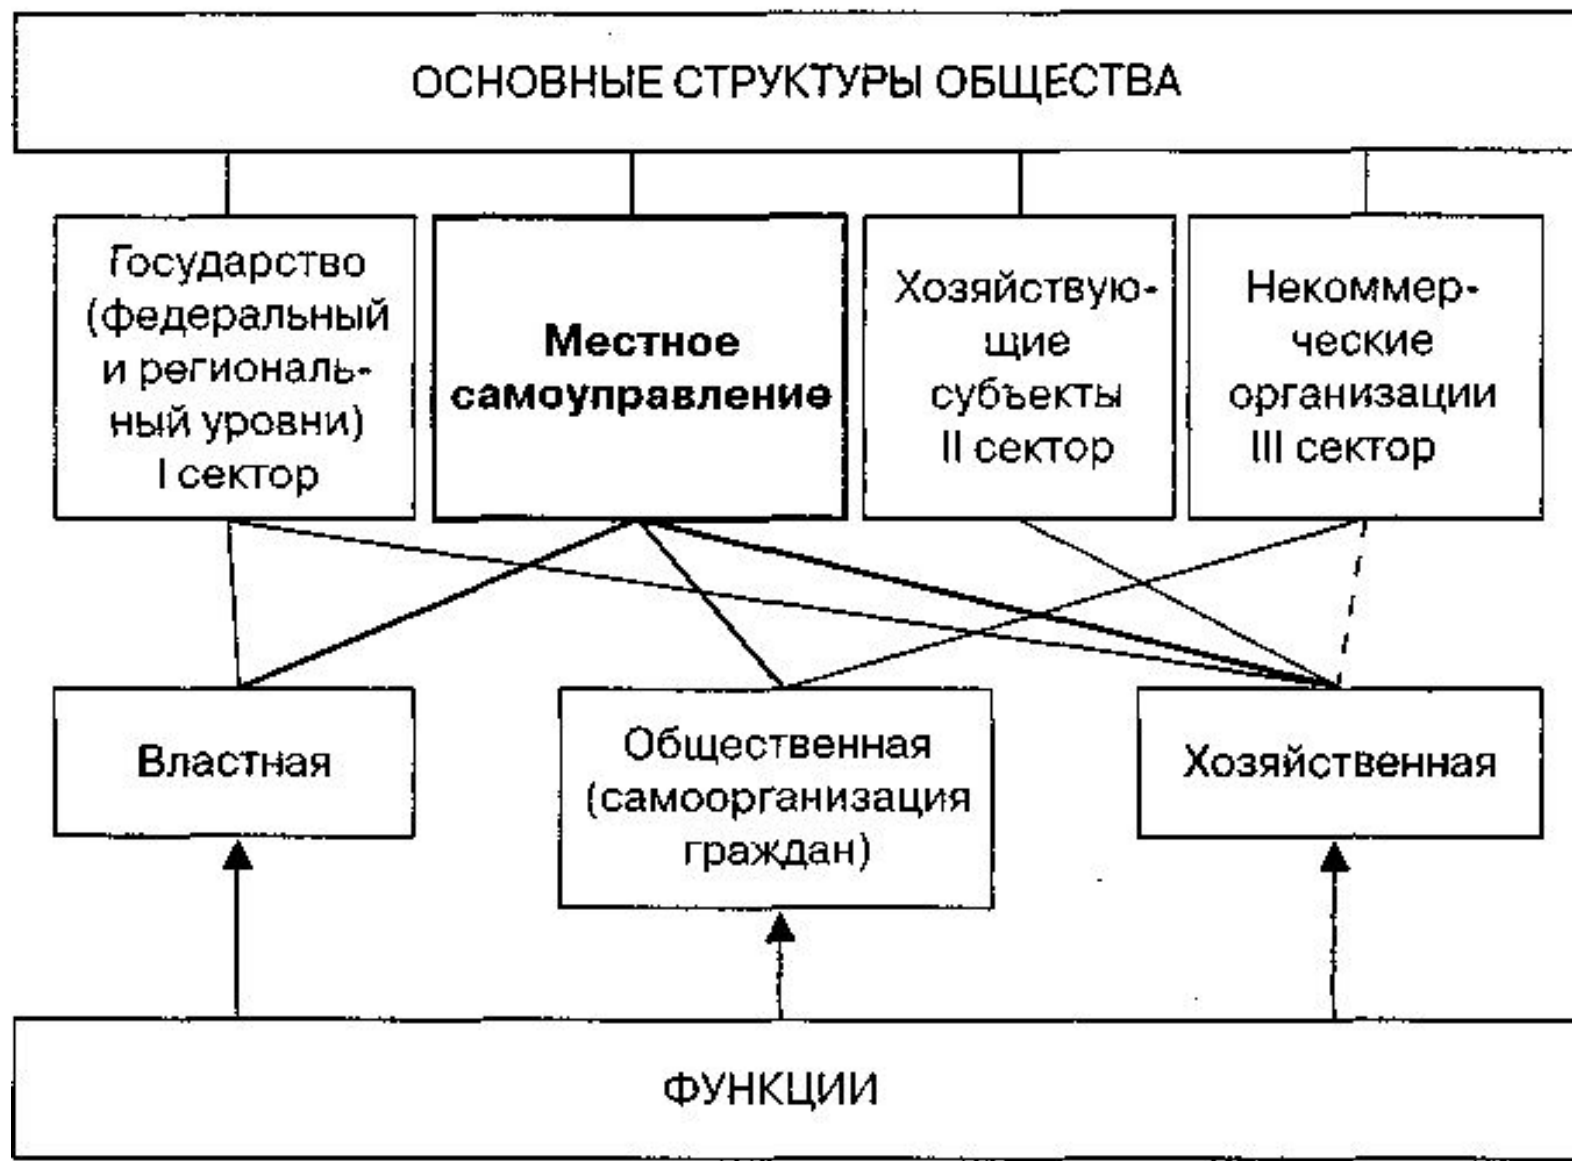 ОСНОВНЫЕ СТРУКТУРЫ ОБЩЕСТВА
Государство
(федеральный
и региональ-
ный уровни)
I сектор
Местное
самоуправление
Хозяйствую-
щие
субъекты
II сектор
Некоммер-
ческие
организации
III сектор
Властная
Общественная
(самоорганизация
граждан)
Хозяйственная
ФУНКЦИИ